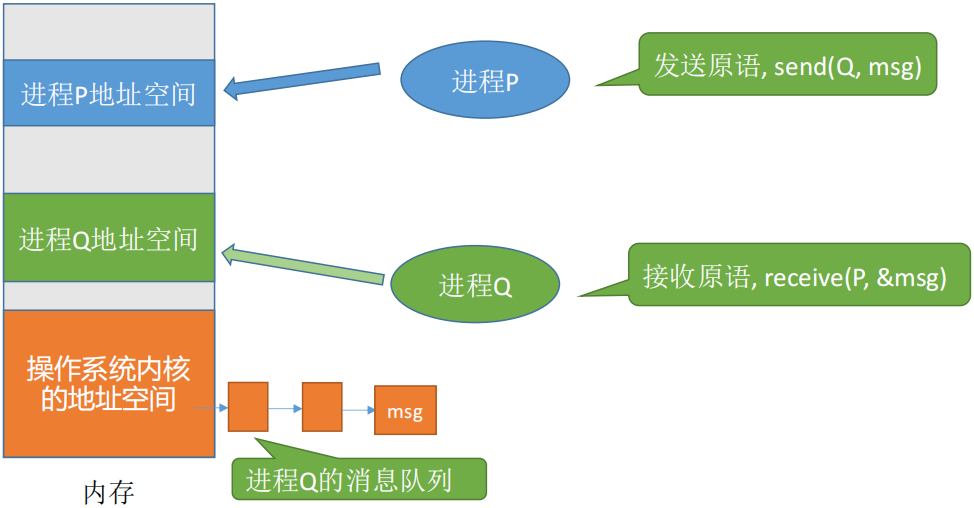 进程P地址空间
进程P
发送原语, send(Q, msg)
进程Q地址空间
进程Q
接收原语, receive(P, &msg)
操作系统内核
的地址空间
msg
进程Q的消息队列
内存